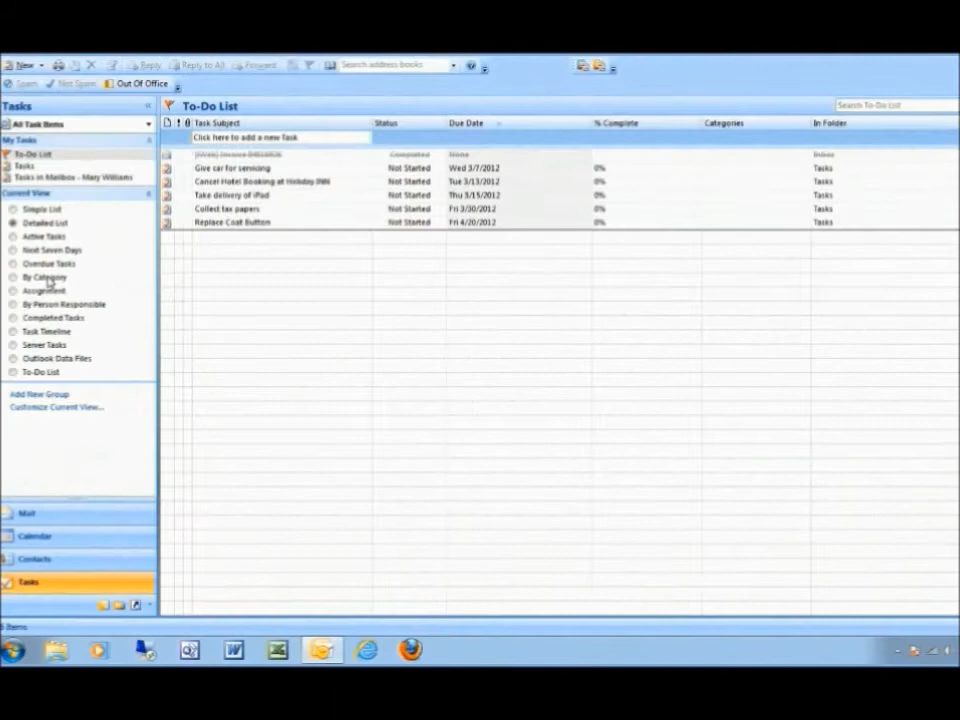 New Reply Reply to All Forward Search address books
Spam Not Spam Out Of Office
Tasks To-Do List Search To-Do List
All Task Items Task Subject Status Due Date % Complete Categories In Folder
My Tasks Click here to add a new Task
To-Do List Completed None Inbox
Tasks Give car for servicing Not Started Wed 3/7/2012 0% Tasks
Tasks in Mailbox - Mary Williams Cancel Hotel Booking at Holiday INN Not Started Tue 3/13/2012 0% Tasks
Current View Take delivery of iPad Not Started Thu 3/15/2012 0% Tasks
Simple List Collect tax papers Not Started Fri 3/30/2012 0% Tasks
Detailed List Replace Coat Button Not Started Fri 4/20/2012 0% Tasks
Active Tasks
Next Seven Days
Overdue Tasks
By Category
Assignment
By Person Responsible
Completed Tasks
Task Timeline
Server Tasks
Outlook Data Files
To-Do List
Add New Group
Customize Current View...
Mail
Calendar
Contacts
Tasks
Items